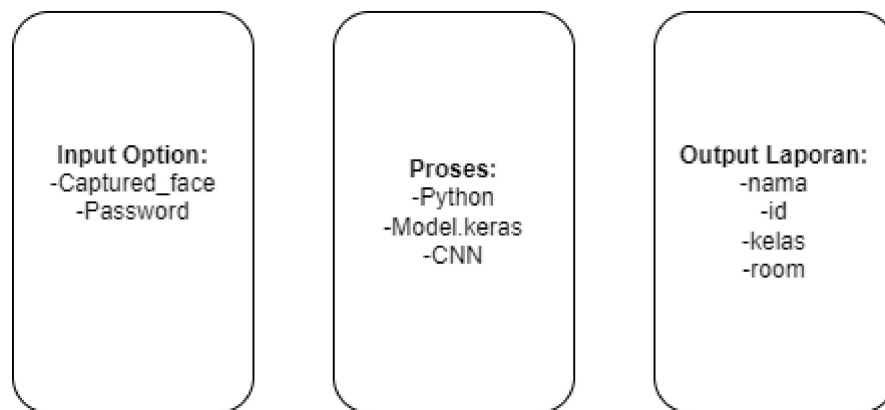 Input Option:
-Captured_face
-Password
Proses:
-Python
-Model.keras
-CNN
Output Laporan:
-nama
-id
-kelas
-room